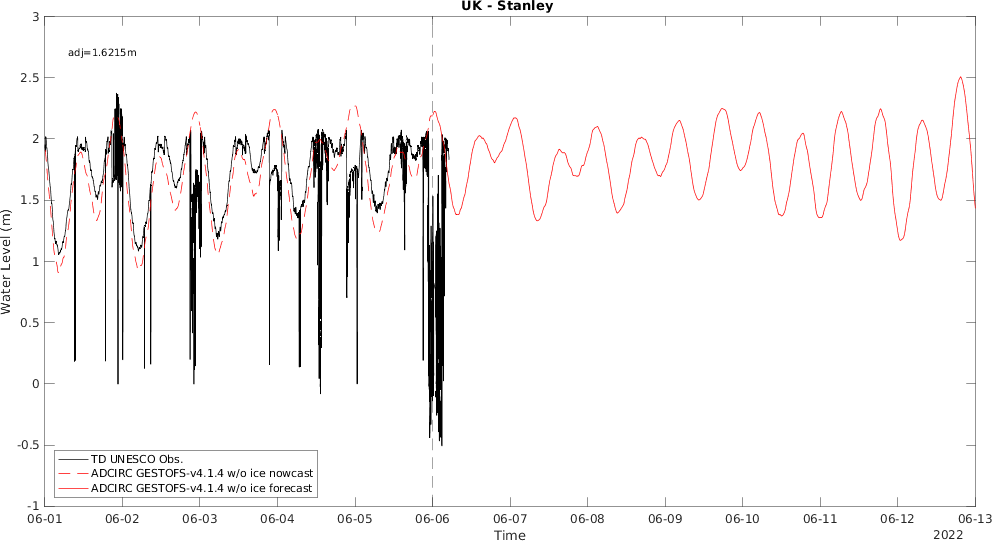 UK - Stanley
adj=1.6215m
3
2.5
2
1.5
1
0.5
0
-0.5
-1
Water Level (m)
TD UNESCO Obs.
ADCIRC GESTOFS-v4.1.4 w/o ice nowcast
ADCIRC GESTOFS-v4.1.4 w/o ice forecast
06-01 06-02 06-03 06-04 06-05 06-06 06-07 06-08 06-09 06-10 06-11 06-12 06-13
Time
2022